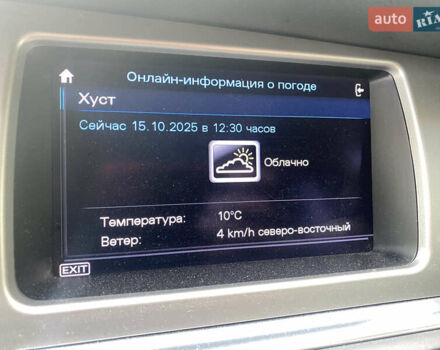 auto RIA
Онлайн-информация о погоде
Хуст
Сейчас 15.10.2025 в 12:30 часов
Облачно
Температура: 10°C
Ветер: 4 km/h северо-восточный
EXIT